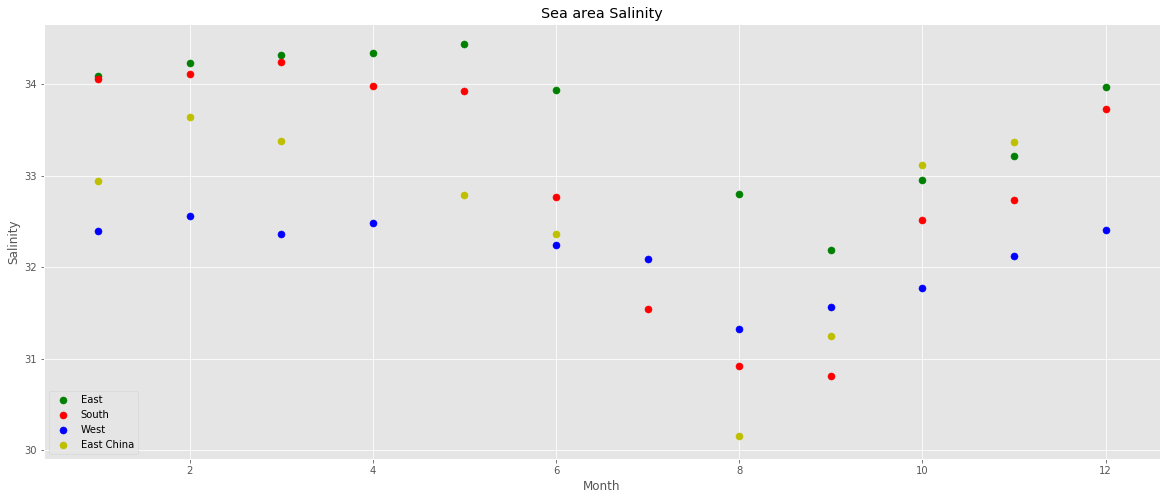 Sea area Salinity
Salinity
34
33
32
31
30
East
South
West
East China
2 4 6 8 10 12
Month